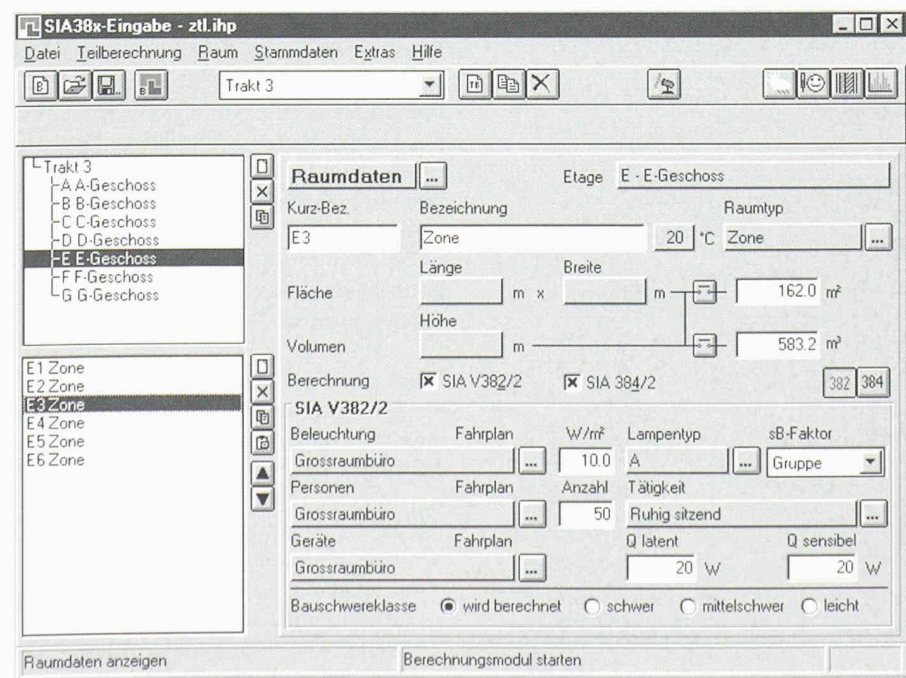 SIA38x-Eingabe - ztl.ihp
Datei Teilberechnung Raum Stammdaten Extras Hilfe
Trakt 3
Trakt 3
A A-Geschoss
B B-Geschoss
C C-Geschoss
D D-Geschoss
E E-Geschoss
F F-Geschoss
G G-Geschoss
E1 Zone
E2 Zone
E3 Zone
E4 Zone
E5 Zone
E6 Zone
Raumdaten ... Etage E - E-Geschoss
Kurz-Bez. Bezeichnung Raumtyp
E3 Zone 20 °C Zone ...
Länge Breite
Fläche m x m 162.0 m²
Höhe
Volumen m 583.2 m³
Berechnung SIA V382/2 SIA 384/2 382 384
SIA V382/2
Beleuchtung Fahrplan W/m² Lampentyp sB-Faktor
Grossraumbüro ... 10.0 A ... Gruppe
Personen Fahrplan Anzahl Tätigkeit
Grossraumbüro ... 50 Ruhig sitzend ...
Geräte Fahrplan Q latent Q sensibel
Grossraumbüro ... 20 W 20 W
Bauschwereklasse wird berechnet schwer mittelschwer leicht
Raumdaten anzeigen Berechnungsmodul starten